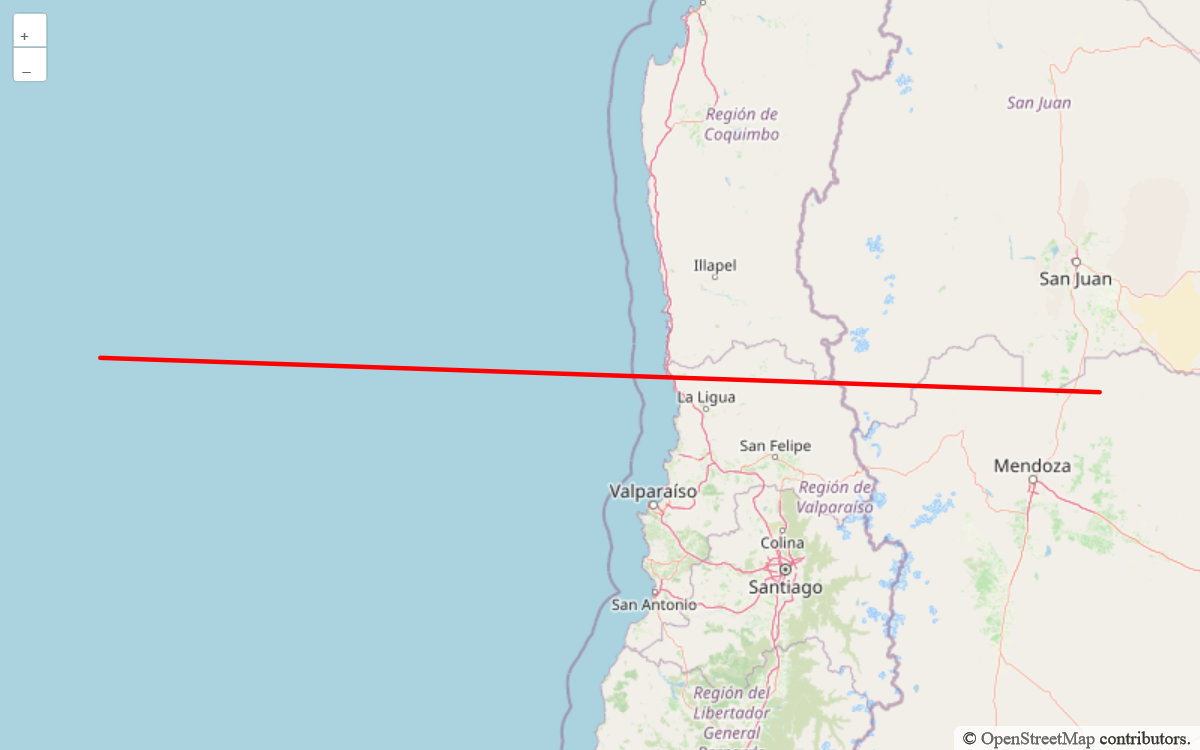 +
–
San Juan
Región de
Coquimbo
Illapel
San Juan
La Ligua
San Felipe
Mendoza
Valparaíso
Región de
Valparaíso
Colina
Santiago
San Antonio
Región del
Libertador
General
© OpenStreetMap contributors.